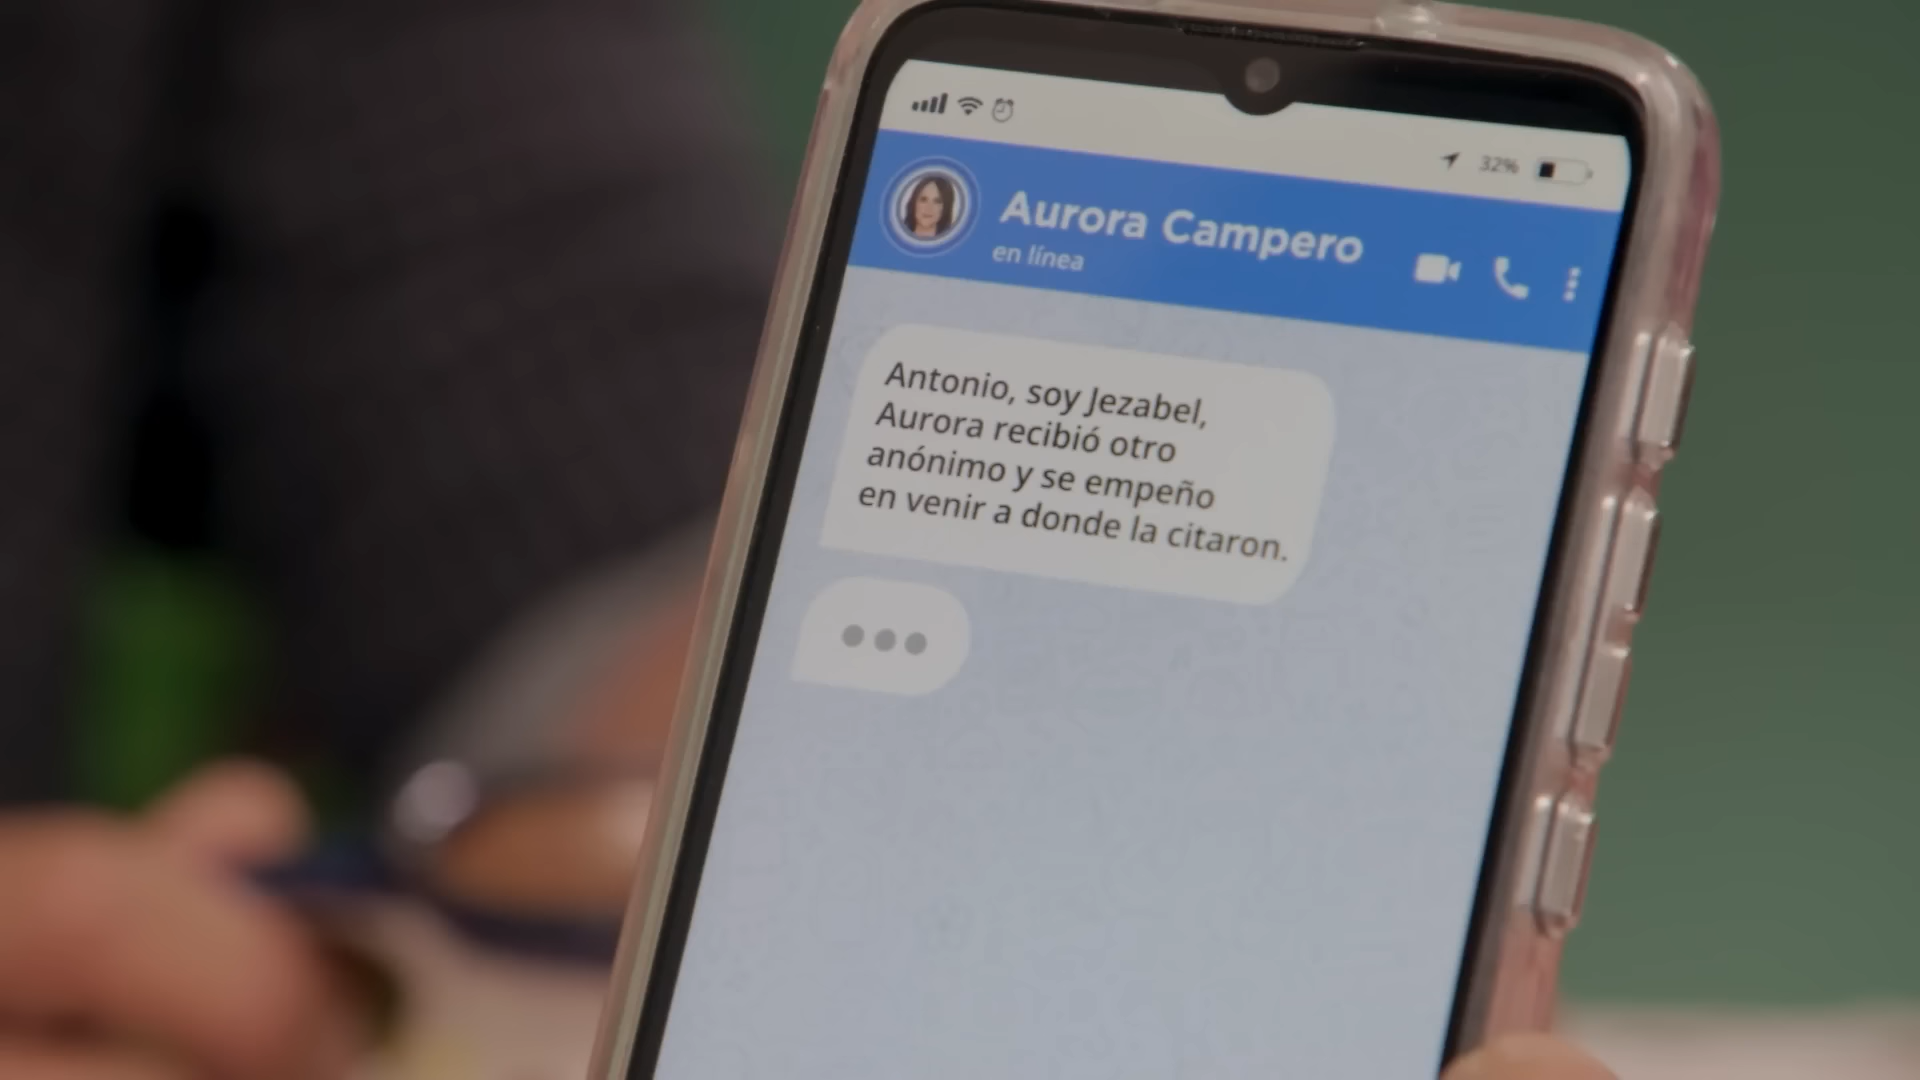 32%
Aurora Campero
en línea
Antonio, soy Jezabel,
Aurora recibió otro
anónimo y se empeño
en venir a donde la citaron.